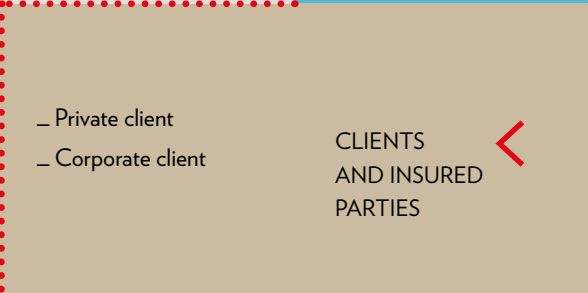 _ Private client
_ Corporate client
CLIENTS
AND INSURED
PARTIES